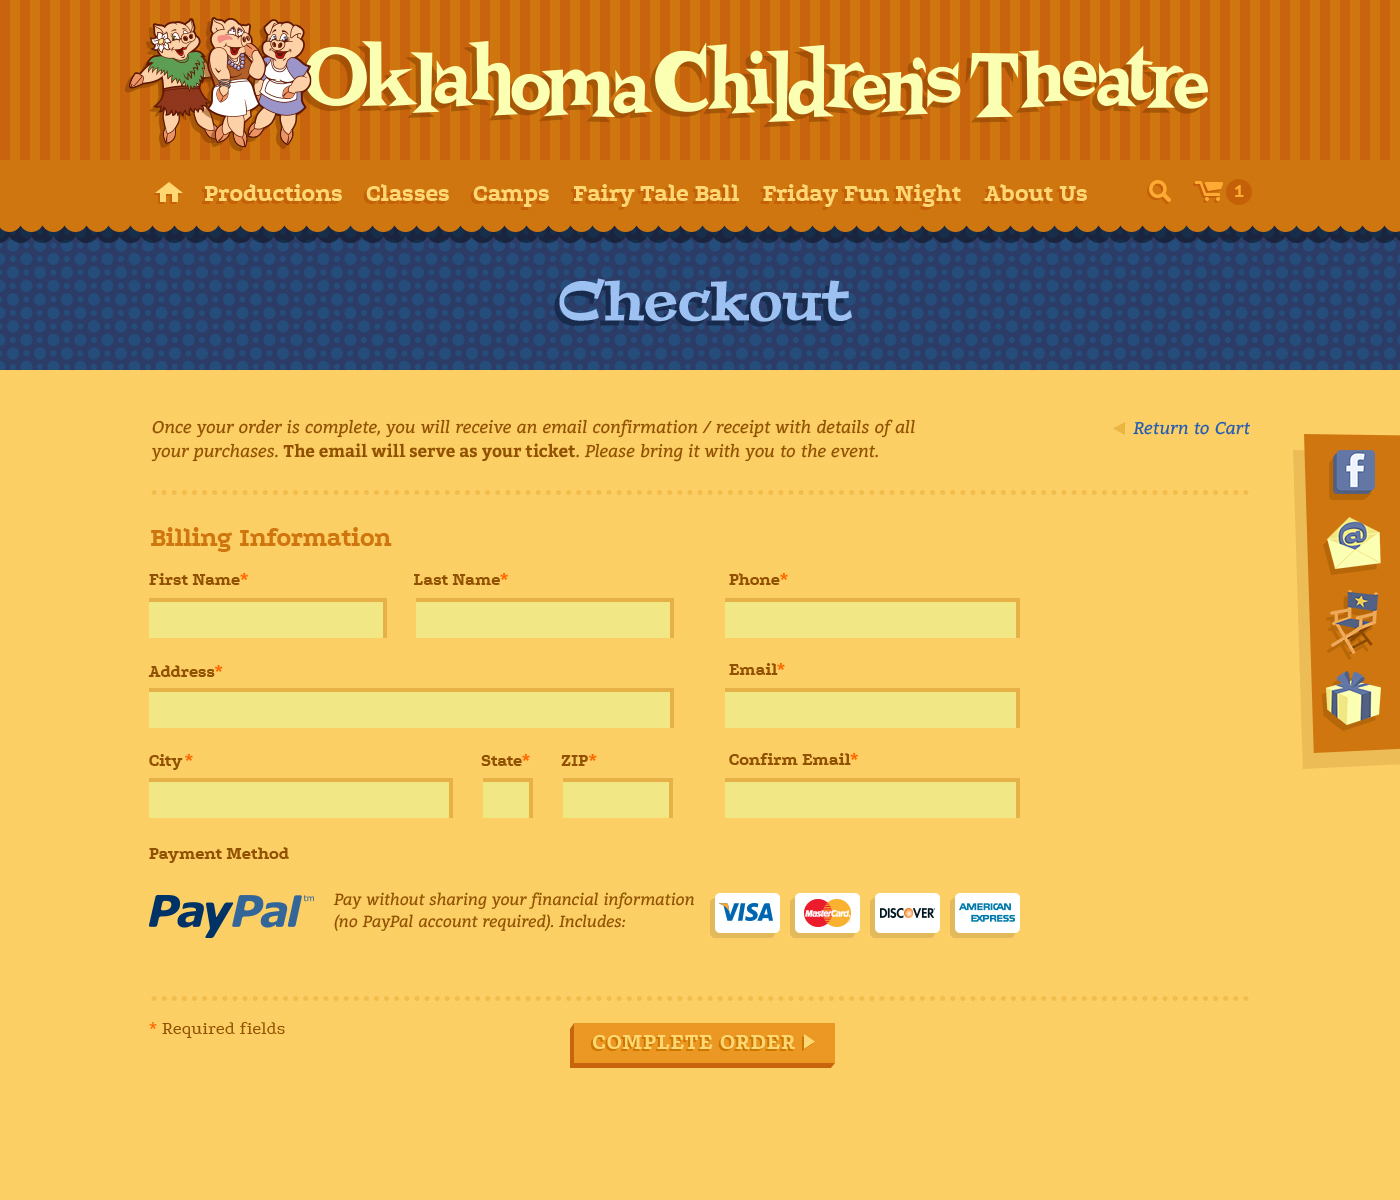 Oklahoma Children's Theatre
Productions Classes Camps Fairy Tale Ball Friday Fun Night About Us 1
Checkout
Once your order is complete, you will receive an email confirmation / receipt with details of all
your purchases. The email will serve as your ticket. Please bring it with you to the event.
Return to Cart
f
@
Billing Information
First Name* Last Name* Phone*
Address* Email*
City* State* ZIP* Confirm Email*
Payment Method
PayPal™
Pay without sharing your financial information
(no PayPal account required). Includes:
VISA
MasterCard
DISCOVER
AMERICAN
EXPRESS
* Required fields
COMPLETE ORDER